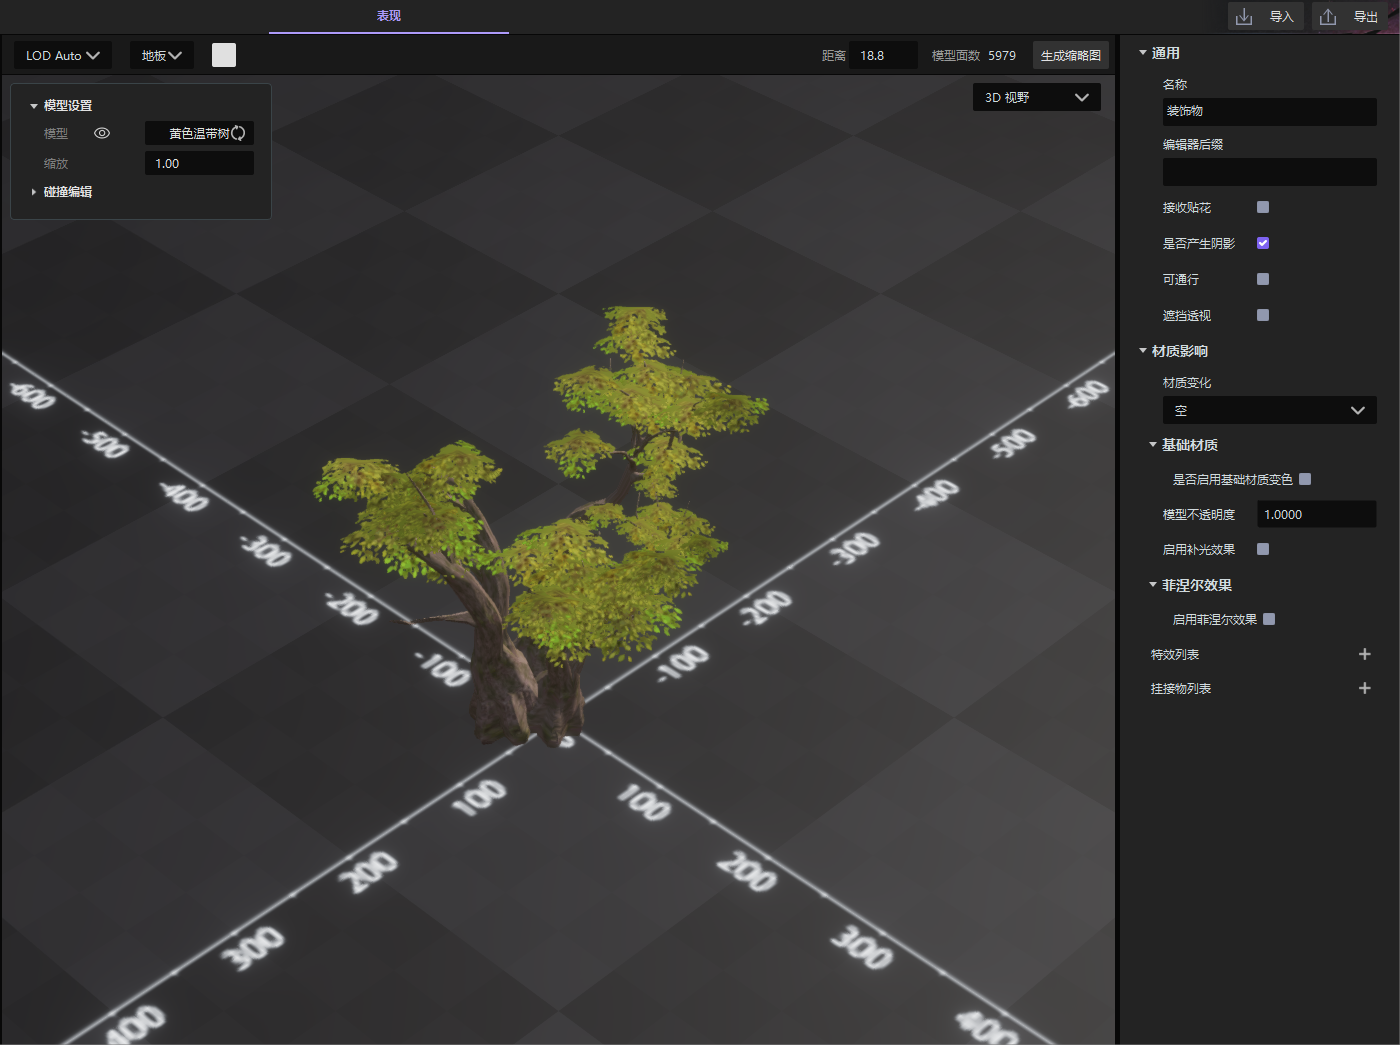 表现
导入
导出
LOD Auto
地板
距离
18.8
模型面数
5979
生成缩略图
模型设置
模型
黄色温带树
缩放
1.00
碰撞编辑
3D 视野
-600
-500
-400
-300
-200
-100
-600
-500
-400
-300
-200
-100
100
200
300
400
100
200
300
400
通用
名称
装饰物
编辑器后缀
接收贴花
是否产生阴影
可通行
遮挡透视
材质影响
材质变化
空
基础材质
是否启用基础材质变色
模型不透明度
1.0000
启用补光效果
菲涅尔效果
启用菲涅尔效果
特效列表
挂接物列表